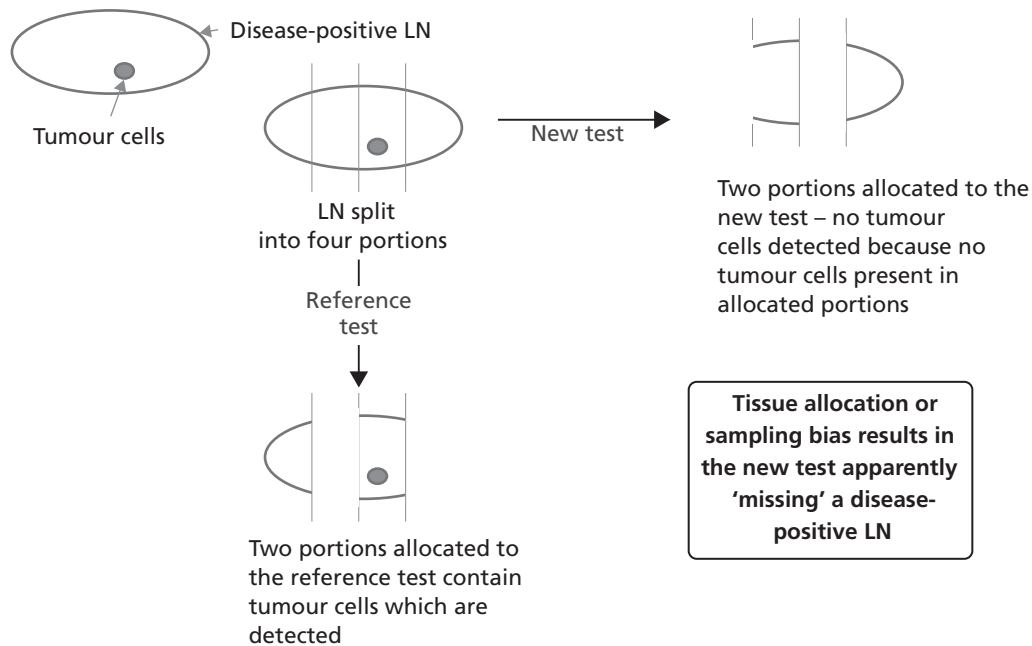 Disease-positive LN
Tumour cells
LN split
into four portions
New test
Two portions allocated to the
new test – no tumour
cells detected because no
tumour cells present in
allocated portions
Reference
test
Two portions allocated to
the reference test contain
tumour cells which are
detected
Tissue allocation or
sampling bias results in
the new test apparently
‘missing’ a disease-
positive LN